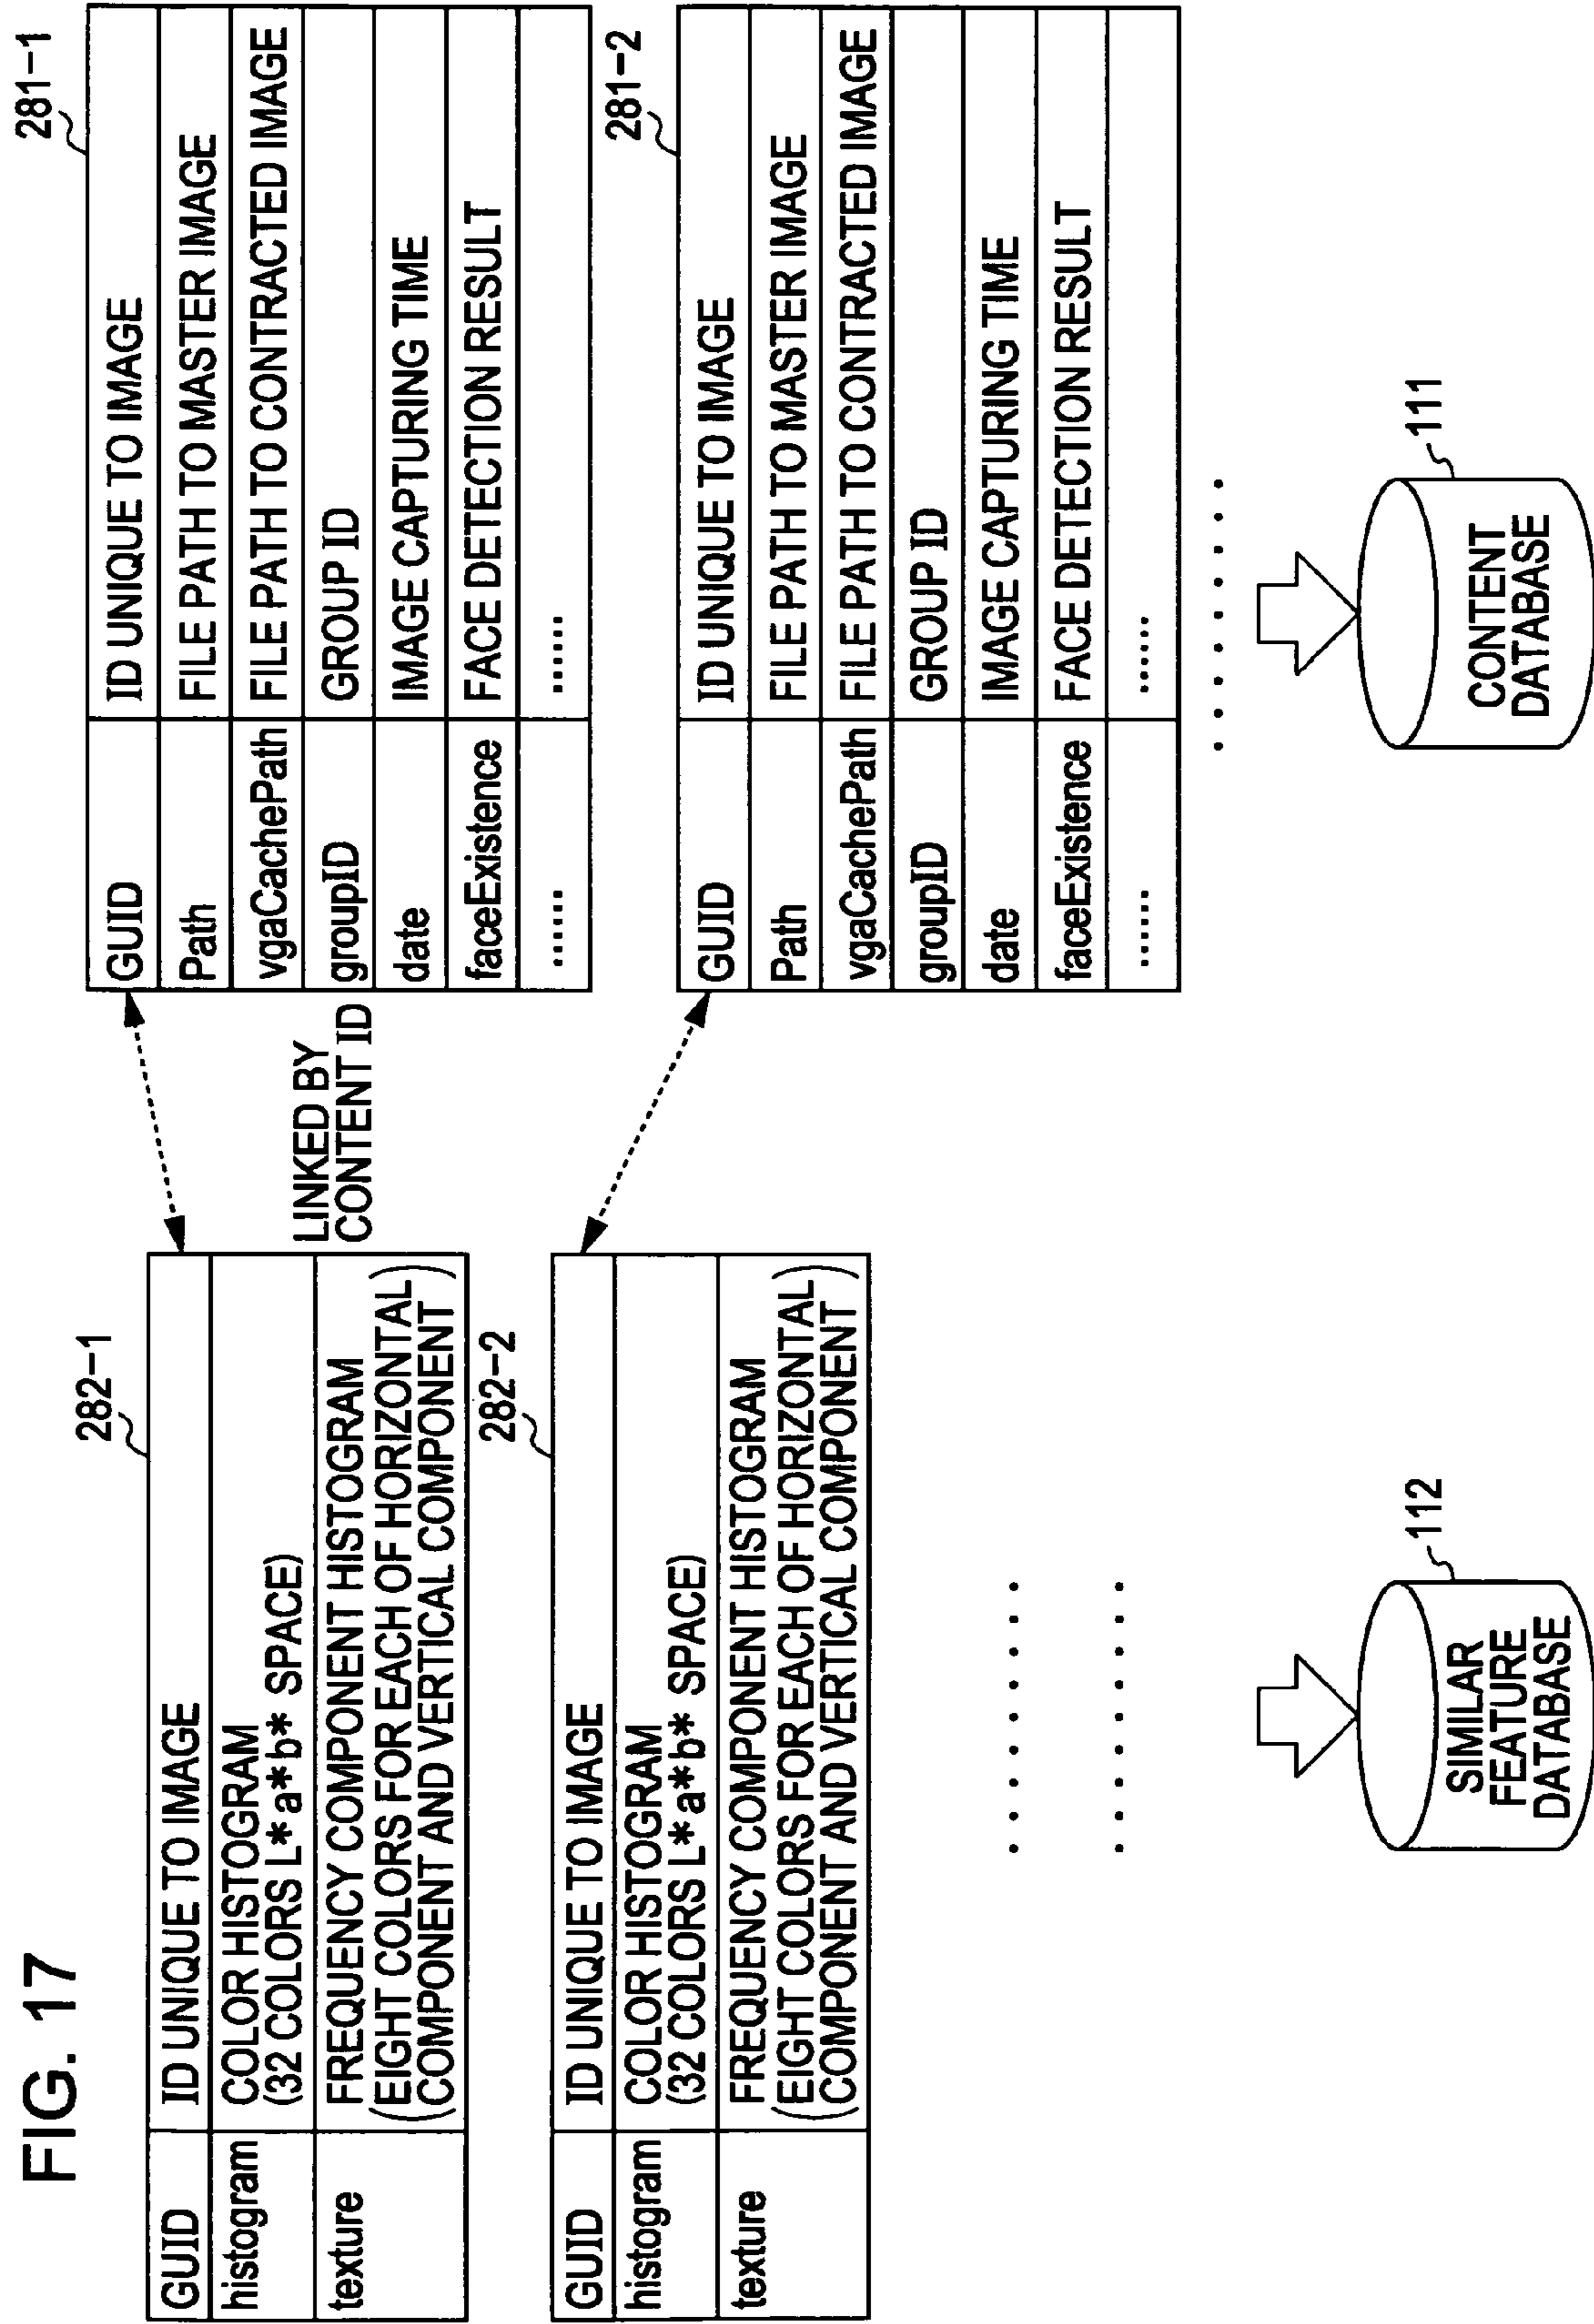 FIG. 17
282-1
GUID ID UNIQUE TO IMAGE
histogram COLOR HISTOGRAM
(32 COLORS L*a*b* SPACE)
texture FREQUENCY COMPONENT HISTOGRAM
(EIGHT COLORS FOR EACH OF HORIZONTAL
COMPONENT AND VERTICAL COMPONENT)
282-2
GUID ID UNIQUE TO IMAGE
histogram COLOR HISTOGRAM
(32 COLORS L*a*b* SPACE)
texture FREQUENCY COMPONENT HISTOGRAM
(EIGHT COLORS FOR EACH OF HORIZONTAL
COMPONENT AND VERTICAL COMPONENT)
.........
.........
112
SIMILAR
FEATURE
DATABASE
LINKED BY
CONTENT ID
281-1
GUID ID UNIQUE TO IMAGE
Path FILE PATH TO MASTER IMAGE
vgaCachePath FILE PATH TO CONTRACTED IMAGE
groupID GROUP ID
date IMAGE CAPTURING TIME
faceExistence FACE DETECTION RESULT
...... ......
281-2
GUID ID UNIQUE TO IMAGE
Path FILE PATH TO MASTER IMAGE
vgaCachePath FILE PATH TO CONTRACTED IMAGE
groupID GROUP ID
date IMAGE CAPTURING TIME
faceExistence FACE DETECTION RESULT
...... ......
.........
111
CONTENT
DATABASE